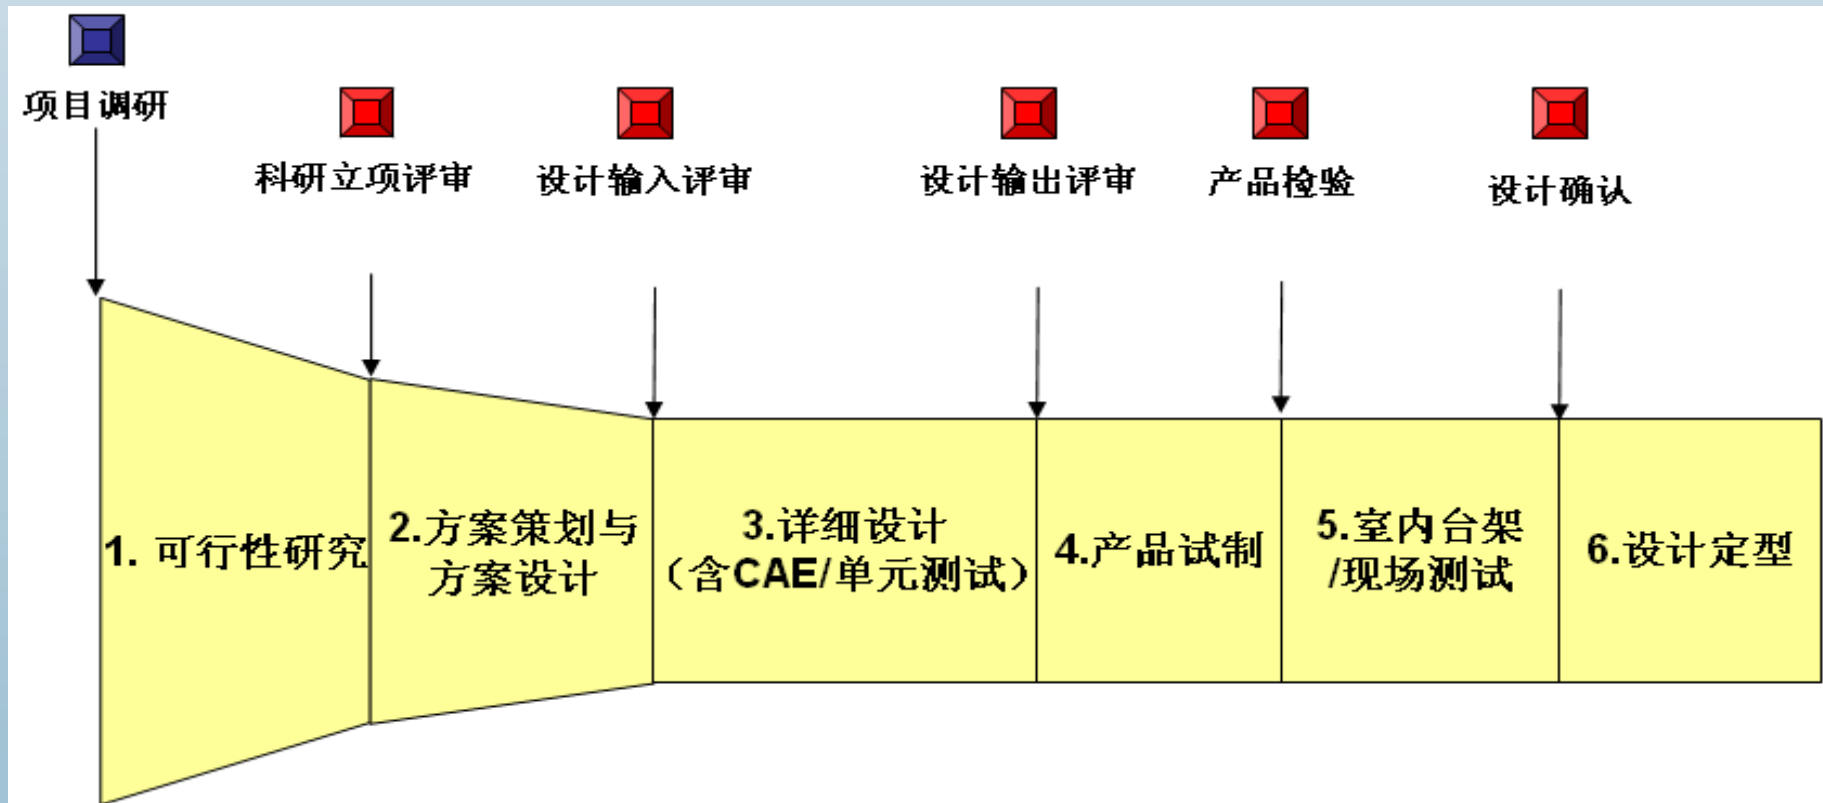 项目调研
科研立项评审
设计输入评审
设计输出评审
产品检验
设计确认
1. 可行性研究
2.方案策划与
方案设计
3.详细设计
（含CAE/单元测试）
4.产品试制
5.室内台架
/现场测试
6.设计定型